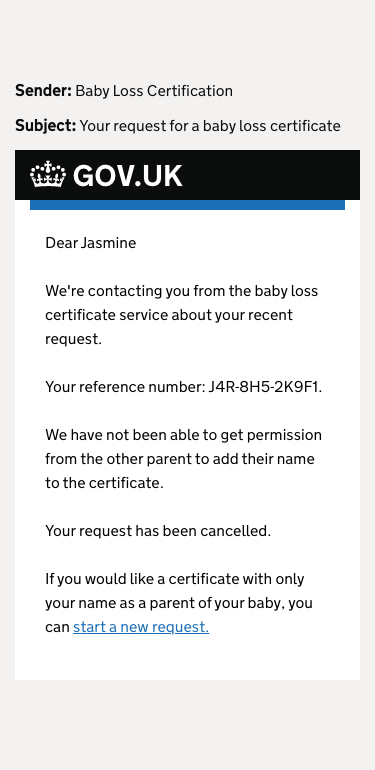 Sender: Baby Loss Certification
Subject: Your request for a baby loss certificate
GOV.UK
Dear Jasmine
We're contacting you from the baby loss
certificate service about your recent
request.
Your reference number: J4R-8H5-2K9F1.
We have not been able to get permission
from the other parent to add their name
to the certificate.
Your request has been cancelled.
If you would like a certificate with only
your name as a parent of your baby, you
can start a new request.